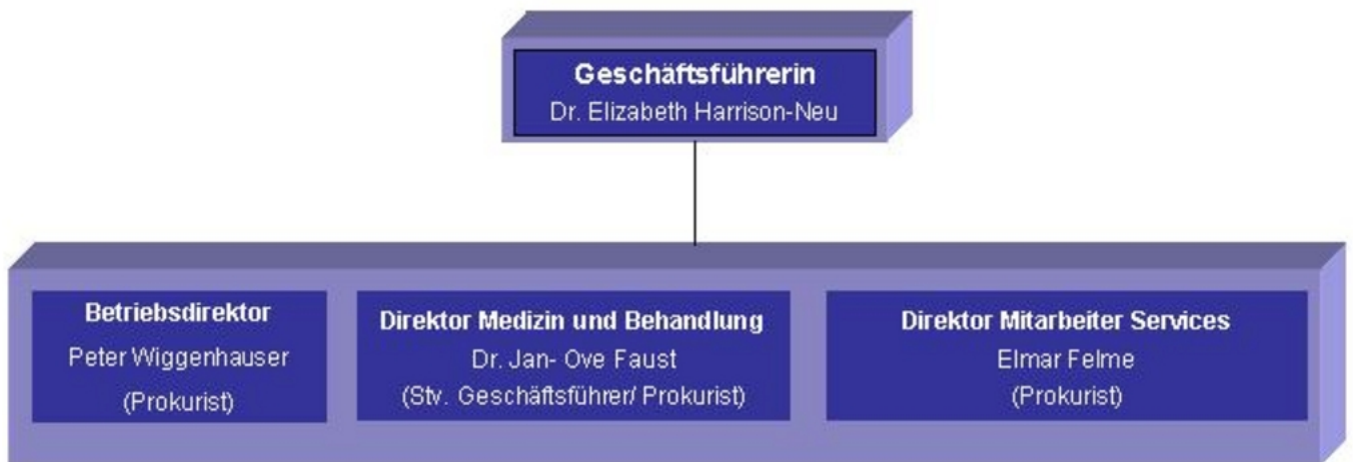 Geschäftsführerin
Dr. Elizabeth Harrison-Neu
Betriebsdirektor
Peter Wiggenhauser
(Prokurist)
Direktor Medizin und Behandlung
Dr. Jan- Ove Faust
(Stv. Geschäftsführer/ Prokurist)
Direktor Mitarbeiter Services
Elmar Felme
(Prokurist)